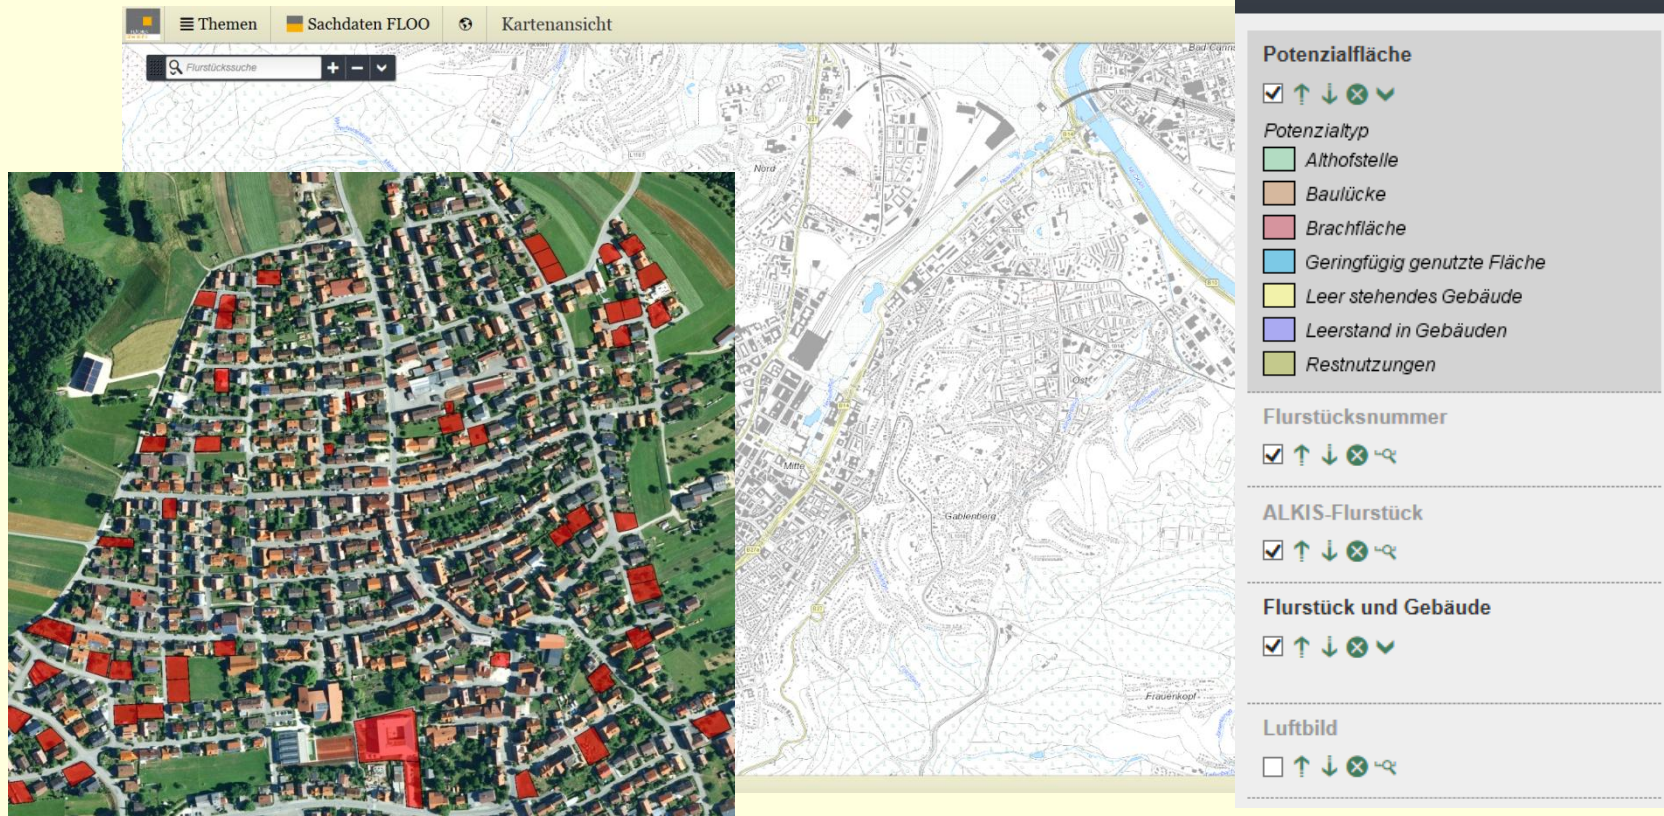 Themen
Sachdaten FLOO
Kartenansicht
Flurstückssuche
Nord
Mitte
Ost
Gablenberg
Frauenkopf
Potenzialfläche
Potenzialtyp
Althofstelle
Baulücke
Brachfläche
Geringfügig genutzte Fläche
Leer stehendes Gebäude
Leerstand in Gebäuden
Restnutzungen
Flurstücksnummer
ALKIS-Flurstück
Flurstück und Gebäude
Luftbild